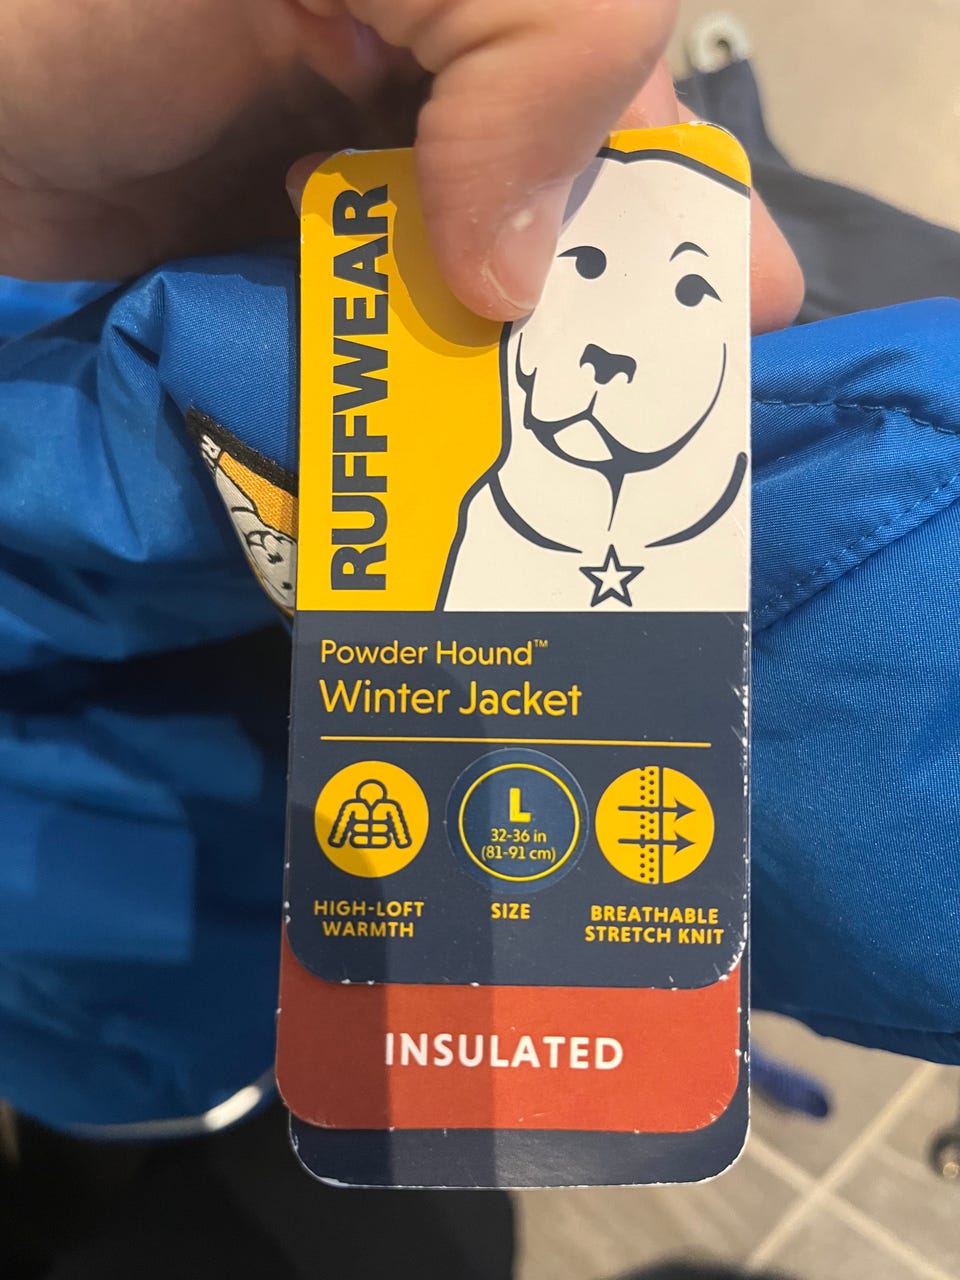 RUFFWEAR
Powder Hound™
Winter Jacket
L
32-36 in
(81-91 cm)
HIGH-LOFT
WARMTH
SIZE
BREATHABLE
STRETCH KNIT
INSULATED